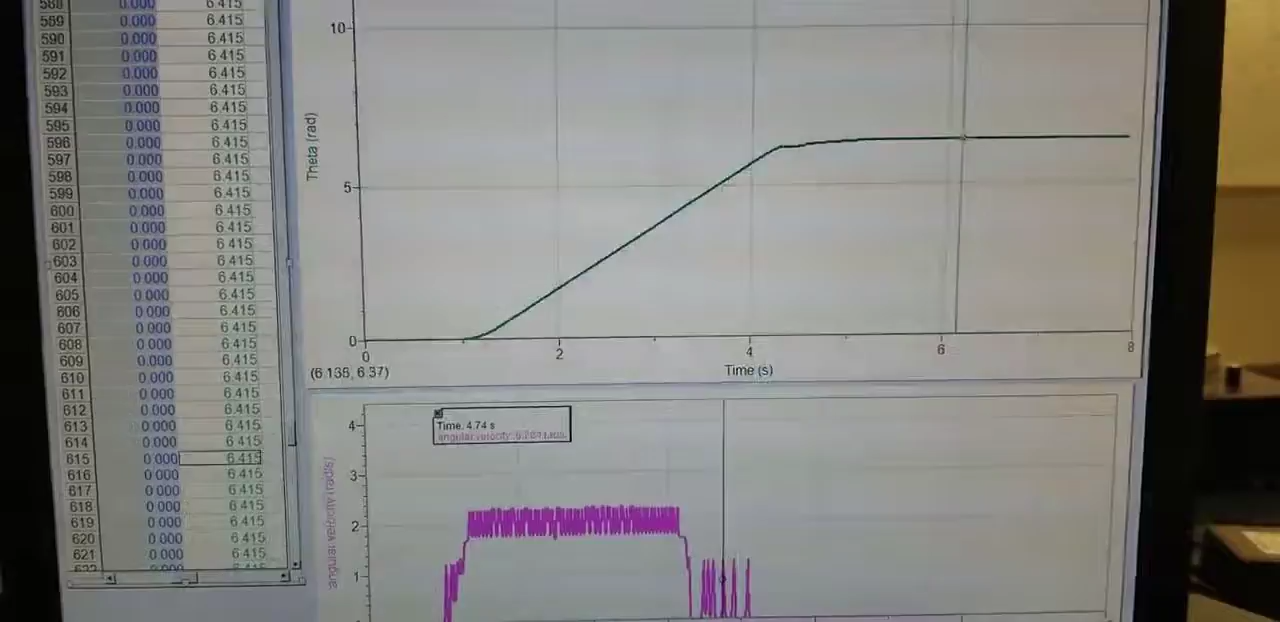 588 0.000 6.415
589 0.000 6.415
590 0.000 6.415
591 0.000 6.415
592 0.000 6.415
593 0.000 6.415
594 0.000 6.415
595 0.000 6.415
596 0.000 6.415
597 0.000 6.415
598 0.000 6.415
599 0.000 6.415
600 0.000 6.415
601 0.000 6.415
602 0.000 6.415
603 0.000 6.415
604 0.000 6.415
605 0.000 6.415
606 0.000 6.415
607 0.000 6.415
608 0.000 6.415
609 0.000 6.415
610 0.000 6.415
611 0.000 6.415
612 0.000 6.415
613 0.000 6.415
614 0.000 6.415
615 0.000 6.415
616 0.000 6.415
617 0.000 6.415
618 0.000 6.415
619 0.000 6.415
620 0.000 6.415
621 0.000 6.415
10
Theta (rad)
5
0
0 2 4 6 8
(6.136, 6.37)
Time (s)
4
Time: 4.74 s
angular velocity:
3
angular velocity (rad/s)
2
1